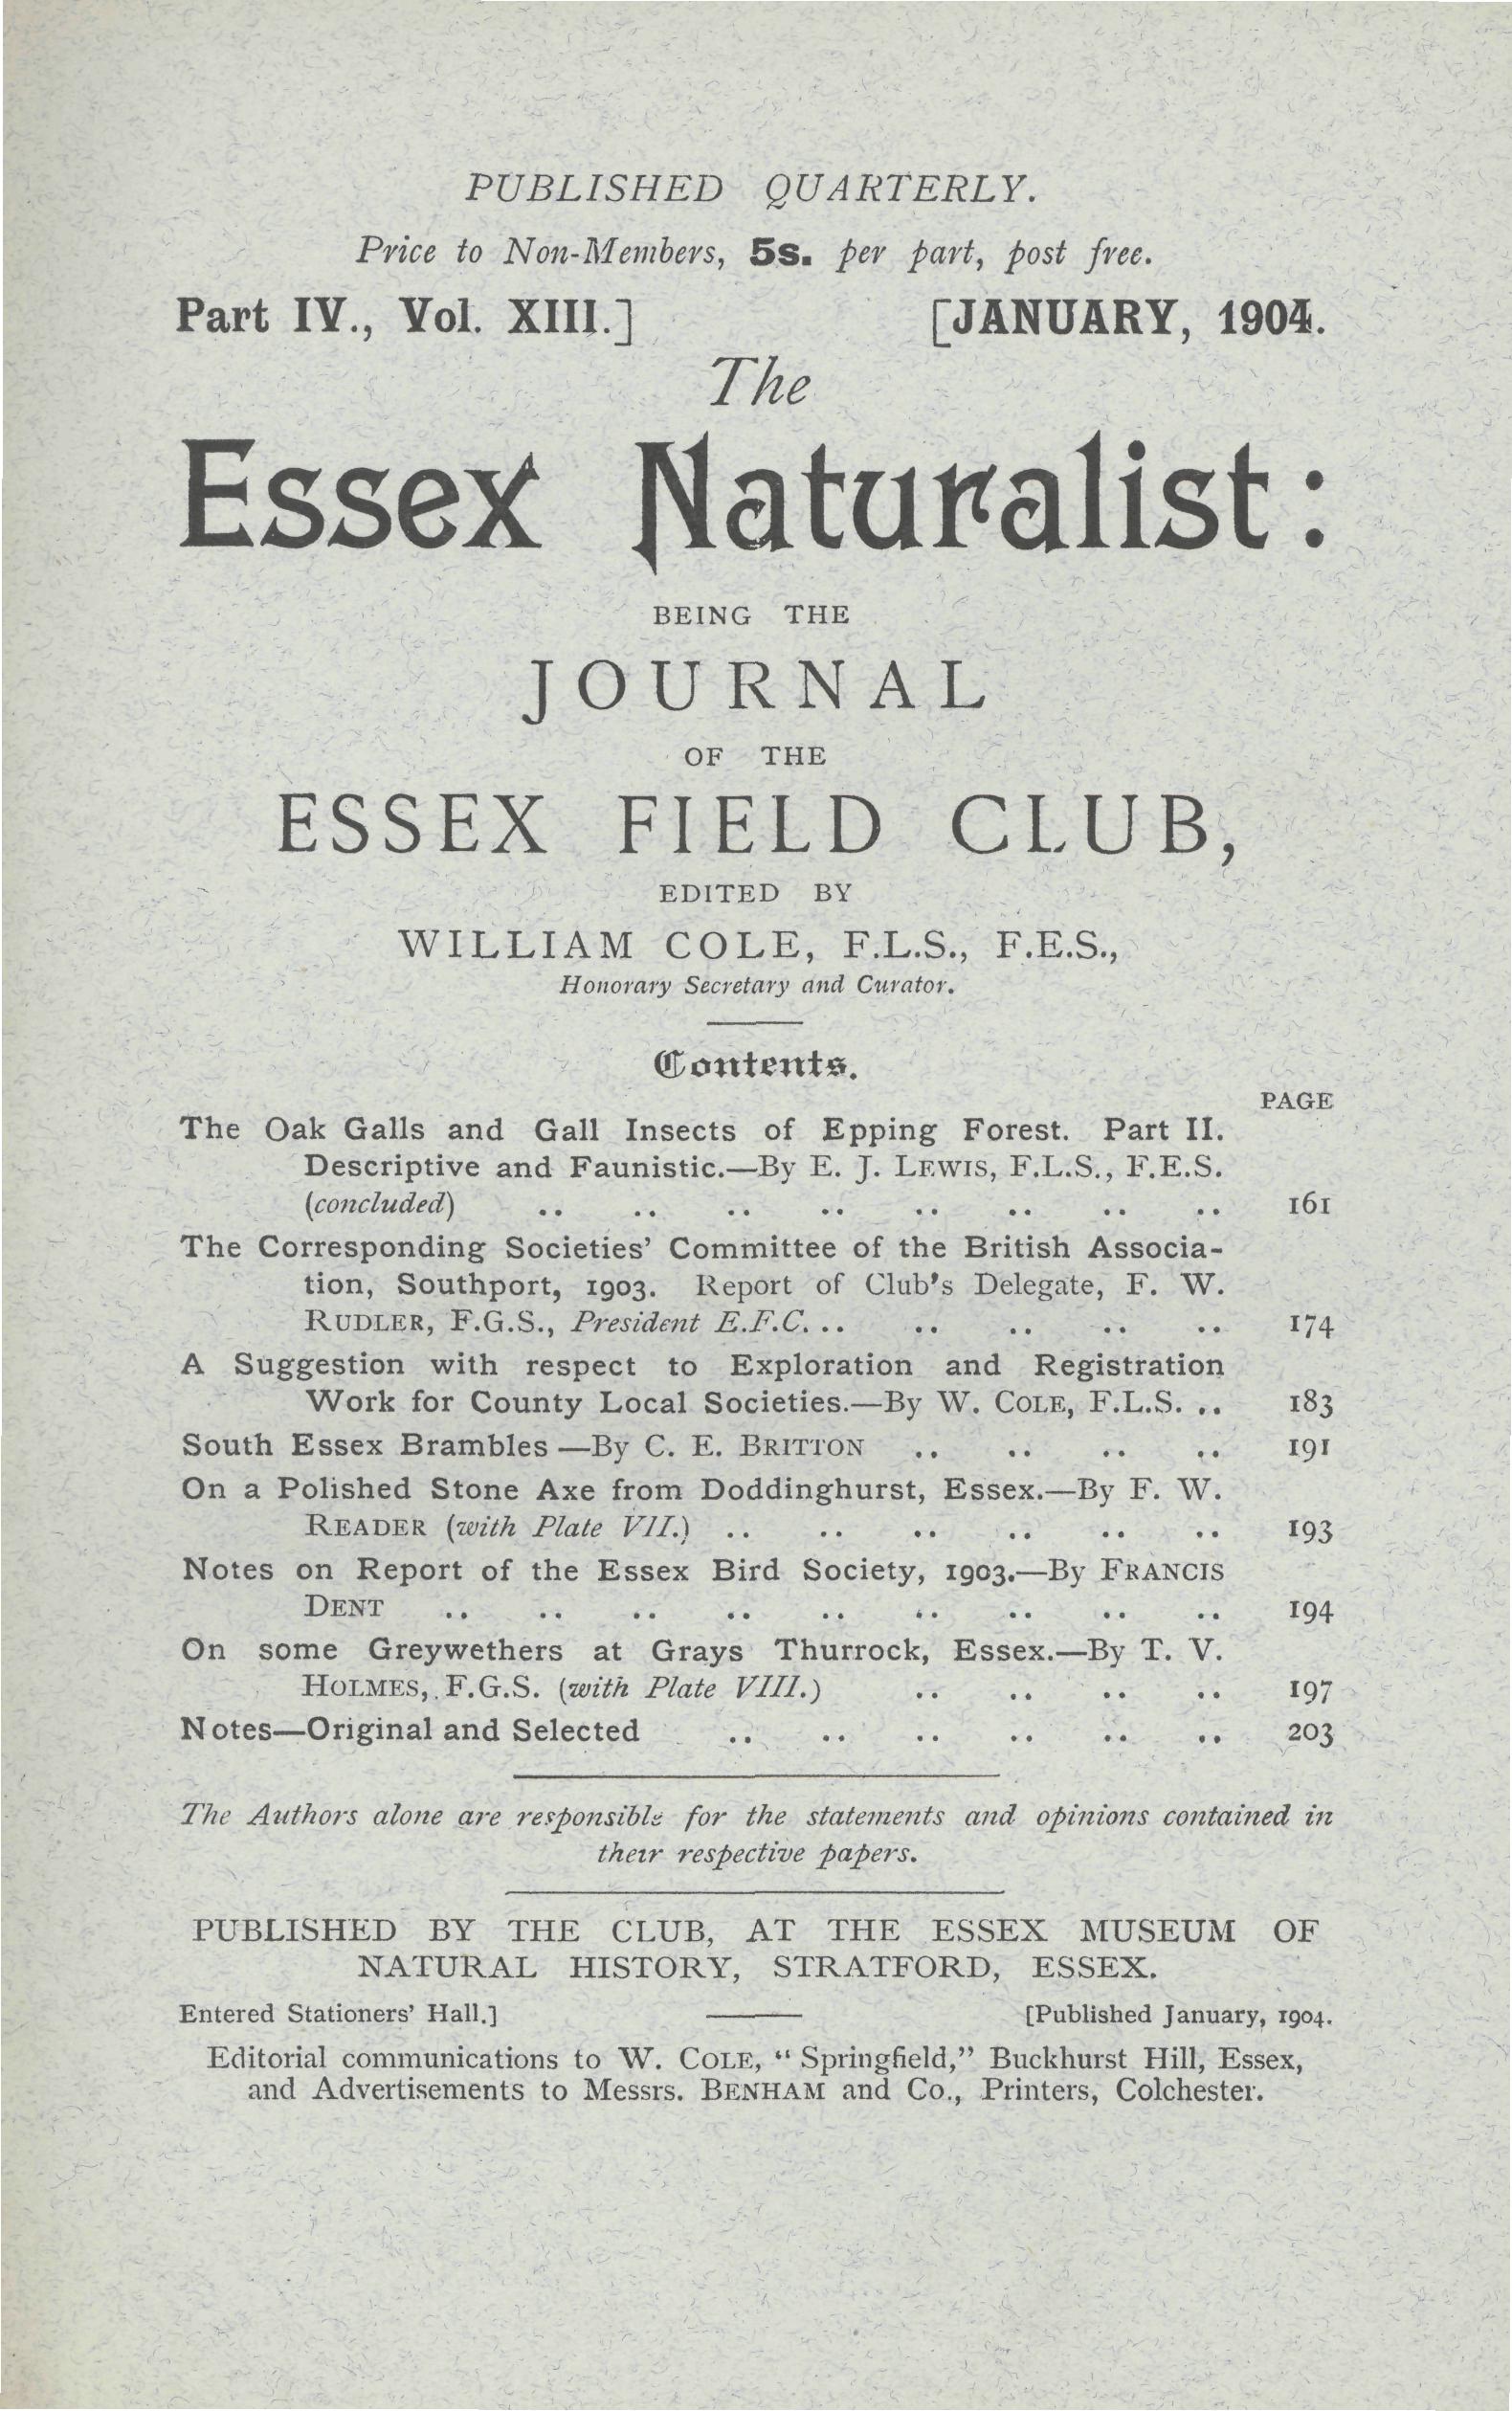 PUBLISHED QUARTERLY.
Price to Non-Members, 5s. per part, post free.
Part IV., Vol. XIII.] [JANUARY, 1904.
The
Essex Naturalist:
BEING THE
JOURNAL
OF THE
ESSEX FIELD CLUB,
EDITED BY
WILLIAM COLE, F.L.S., F.E.S.,
Honorary Secretary and Curator.
Contents.
PAGE
The Oak Galls and Gall Insects of Epping Forest. Part II.
Descriptive and Faunistic.—By E. J. LEWIS, F.L.S., F.E.S.
(concluded) .. .. .. .. .. .. .. .. 161
The Corresponding Societies' Committee of the British Associa-
tion, Southport, 1903. Report of Club's Delegate, F. W.
RUDLER, F.G.S., President E.F.C. .. .. .. .. .. 174
A Suggestion with respect to Exploration and Registration
Work for County Local Societies.—By W. COLE, F.L.S. .. 183
South Essex Brambles —By C. E. BRITTON .. .. .. .. 191
On a Polished Stone Axe from Doddinghurst, Essex.—By F. W.
READER (with Plate VII.) .. .. .. .. .. .. 193
Notes on Report of the Essex Bird Society, 1903.—By FRANCIS
DENT .. .. .. .. .. .. .. .. .. 194
On some Greywethers at Grays Thurrock, Essex.—By T. V.
HOLMES, F.G.S. (with Plate VIII.) .. .. .. .. 197
Notes—Original and Selected .. .. .. .. .. .. 203
The Authors alone are responsible for the statements and opinions contained in
their respective papers.
PUBLISHED BY THE CLUB, AT THE ESSEX MUSEUM OF
NATURAL HISTORY, STRATFORD, ESSEX.
Entered Stationers' Hall.] [Published January, 1904.
Editorial communications to W. COLE, "Springfield," Buckhurst Hill, Essex,
and Advertisements to Messrs. BENHAM and Co., Printers, Colchester.